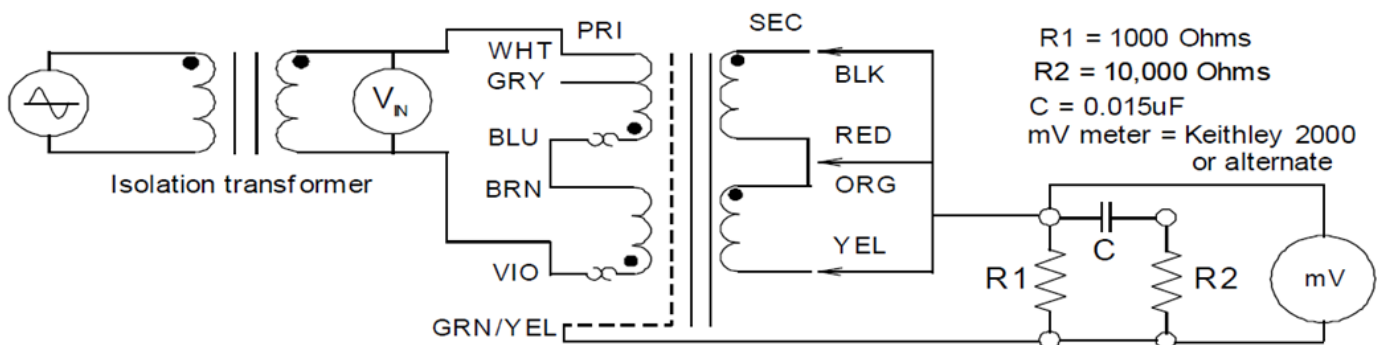 PRI
SEC
WHT
GRY
BLU
BRN
VIO
GRN/YEL
V IN
Isolation transformer
BLK
RED
ORG
YEL
R1 = 1000 Ohms
R2 = 10,000 Ohms
C = 0.015uF
mV meter = Keithley 2000
or alternate
C
R1
R2
mV